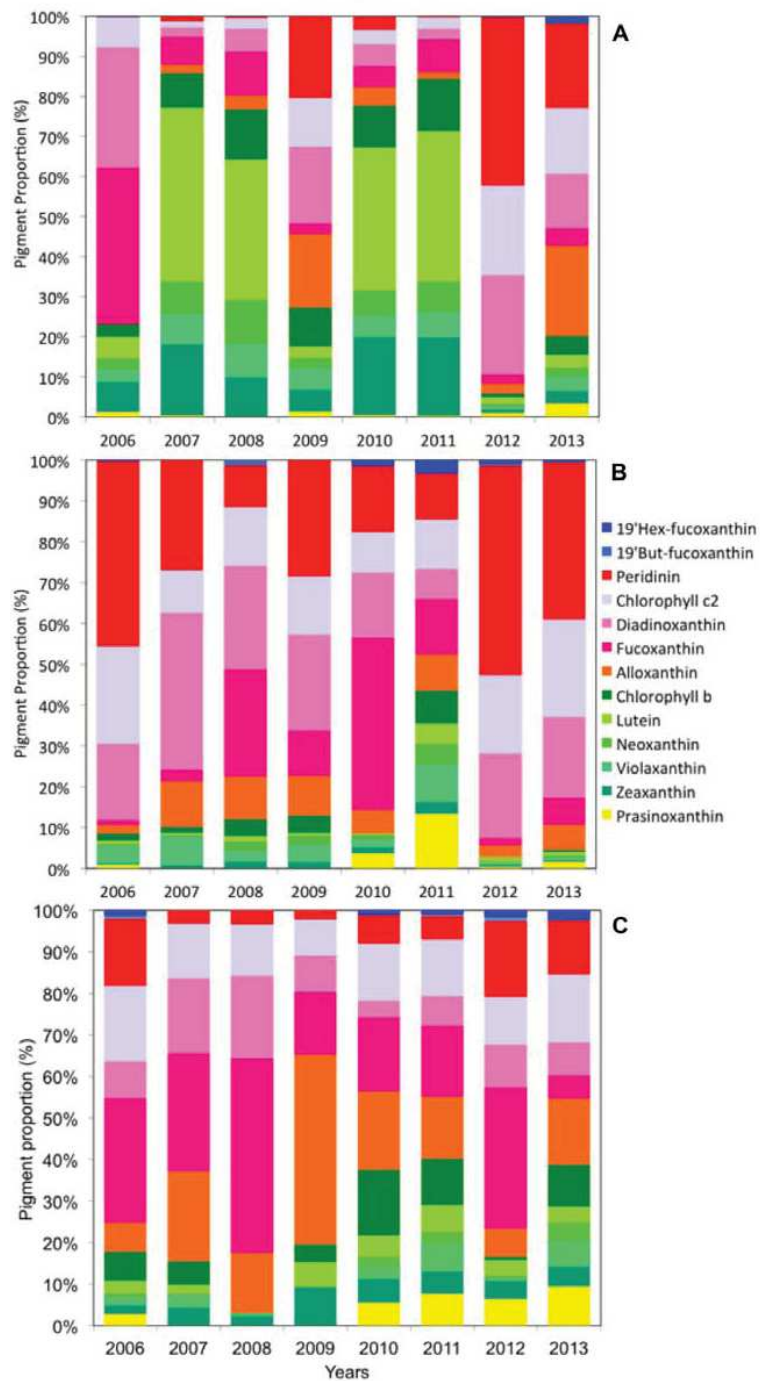 A
Pigment Proportion (%)
100%
90%
80%
70%
60%
50%
40%
30%
20%
10%
0%
2006 2007 2008 2009 2010 2011 2012 2013
B
Pigment Proportion (%)
100%
90%
80%
70%
60%
50%
40%
30%
20%
10%
0%
2006 2007 2008 2009 2010 2011 2012 2013
19'Hex-fucoxanthin
19'But-fucoxanthin
Peridinin
Chlorophyll c2
Diadinoxanthin
Fucoxanthin
Alloxanthin
Chlorophyll b
Lutein
Neoxanthin
Violaxanthin
Zeaxanthin
Prasinoxanthin
C
Pigment proportion (%)
100%
90%
80%
70%
60%
50%
40%
30%
20%
10%
0%
2006 2007 2008 2009 2010 2011 2012 2013
Years